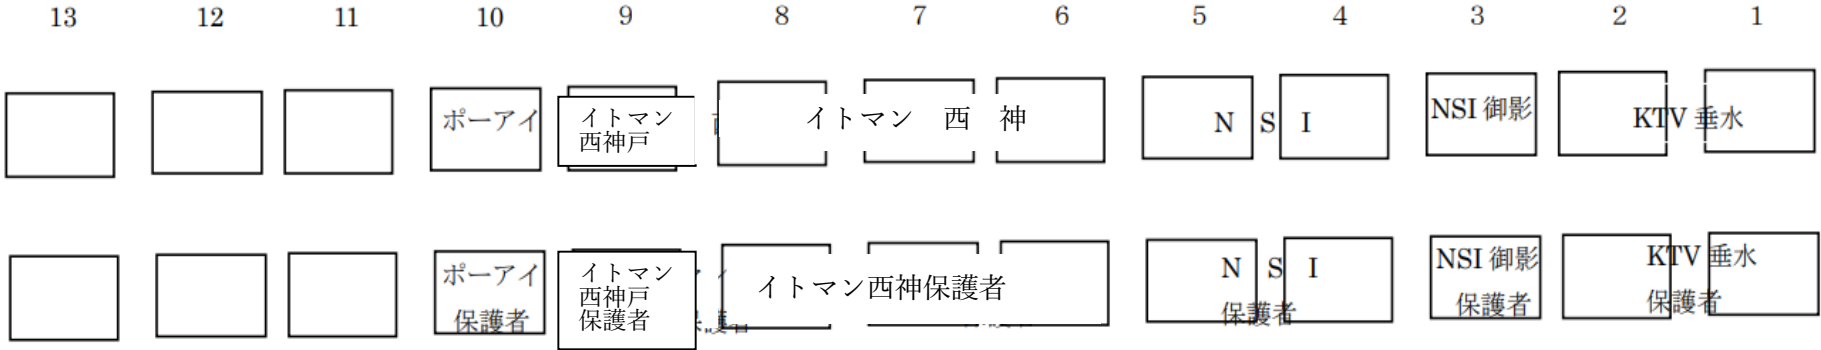 13 12 11 10 9 8 7 6 5 4 3 2 1
ポーアイ
イトマン
西神戸
イトマン 西 神
N S I
NSI 御影
KTV 垂水
ポーアイ
保護者
イトマン
西神戸
保護者
イトマン西神保護者
N S I
保護者
NSI 御影
保護者
KTV 垂水
保護者